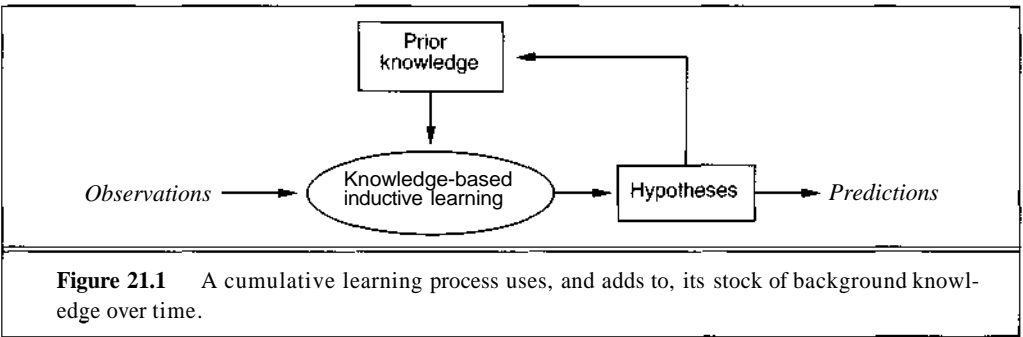 Prior
knowledge
Observations
Knowledge-based
inductive learning
Hypotheses
Predictions
Figure 21.1 A cumulative learning process uses, and adds to, its stock of background knowl-
edge over time.